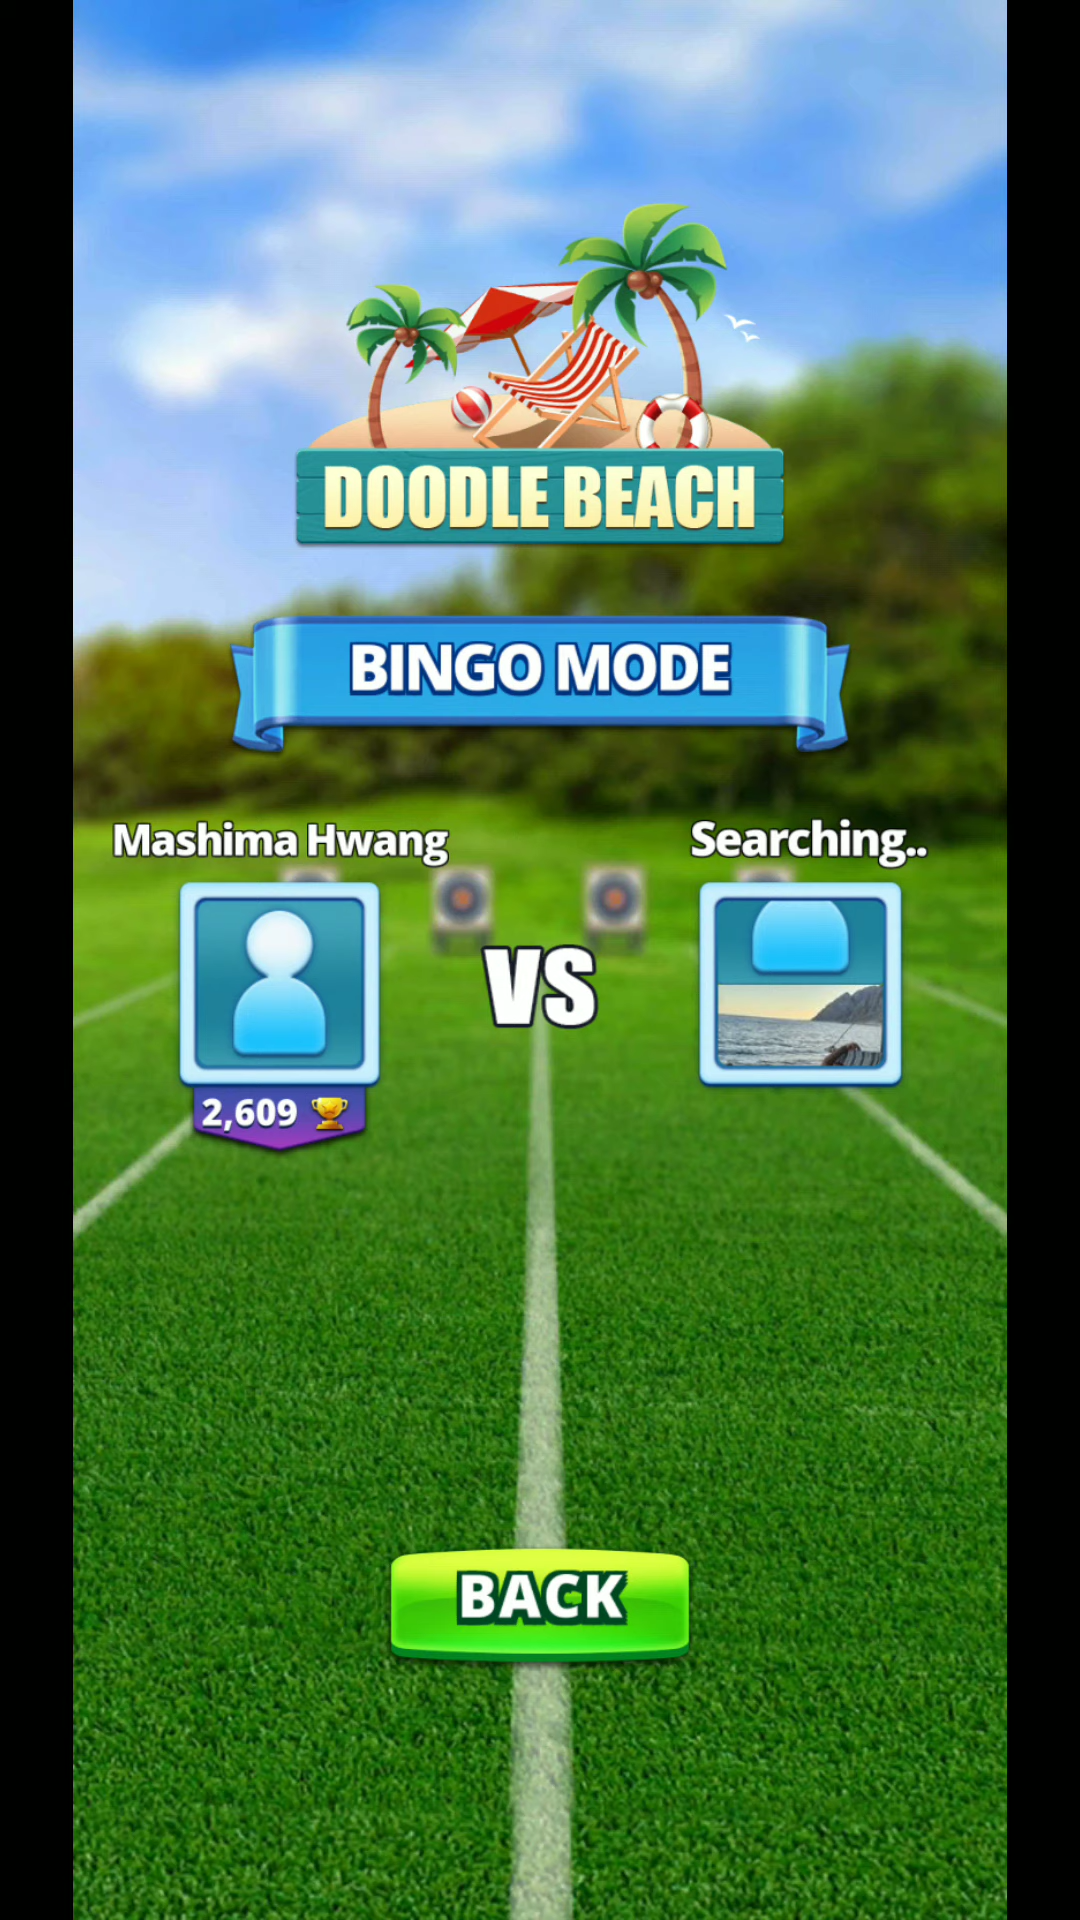 DOODLE BEACH
BINGO MODE
Mashima Hwang
Searching..
VS
2,609
BACK